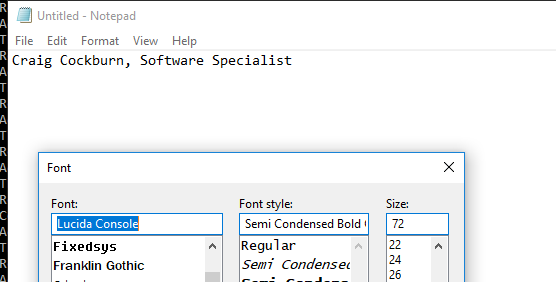 Untitled - Notepad
File Edit Format View Help
Craig Cockburn, Software Specialist
Font
Font: Font style: Size:
Lucida Console Semi Condensed Bold 72
Fixedsys Regular 22
Franklin Gothic Semi Condensed 24
26
R
A
T
R
A
T
R
A
T
R
C
A
T
R
A